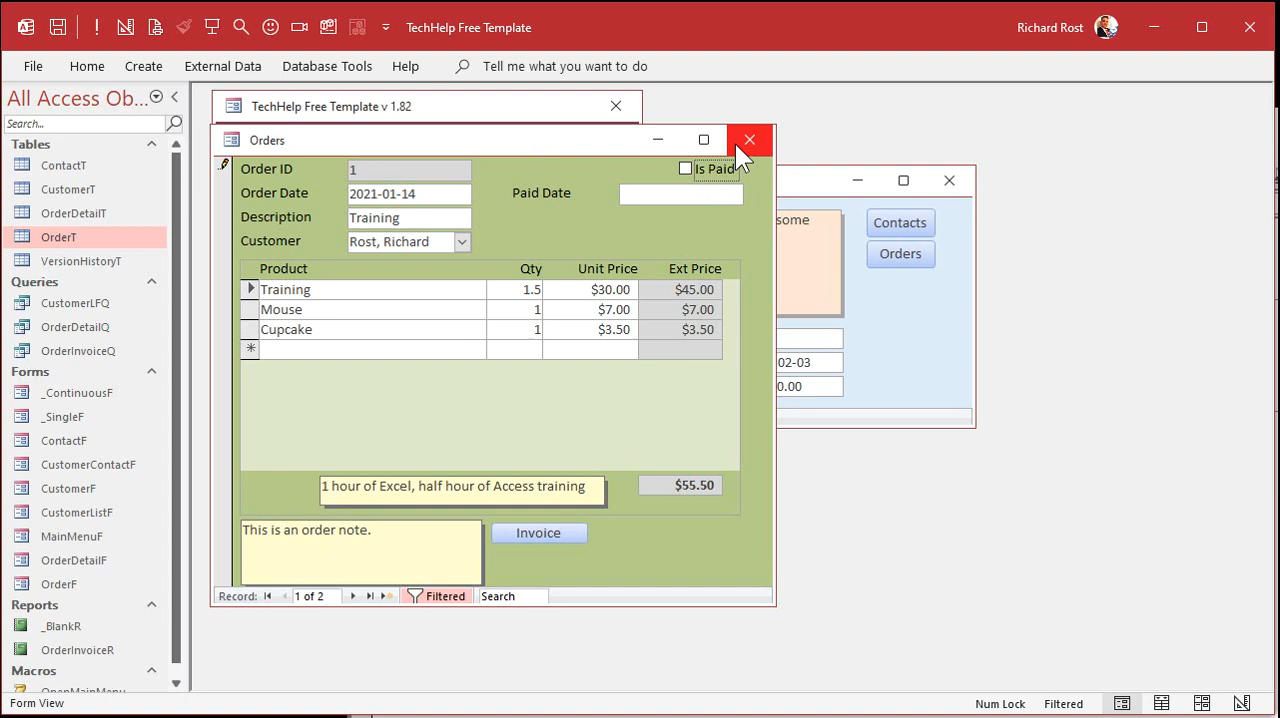 TechHelp Free Template
Richard Rost
File Home Create External Data Database Tools Help Tell me what you want to do
All Access Ob...
Search...
Tables
ContactT
CustomerT
OrderDetailT
OrderT
VersionHistoryT
Queries
CustomerLFQ
OrderDetailQ
OrderInvoiceQ
Forms
_ContinuousF
_SingleF
ContactF
CustomerContactF
CustomerF
CustomerListF
MainMenuF
OrderDetailF
OrderF
Reports
_BlankR
OrderInvoiceR
Macros
OpenMainMenu
TechHelp Free Template v 1.82
Orders
Order ID 1
Is Paid
Order Date 2021-01-14
Paid Date
Description Training
Customer Rost, Richard
Product Qty Unit Price Ext Price
Training 1.5 $30.00 $45.00
Mouse 1 $7.00 $7.00
Cupcake 1 $3.50 $3.50
1 hour of Excel, half hour of Access training
$55.50
This is an order note.
Invoice
Record: 1 of 2 Filtered Search
some
Contacts
Orders
02-03
0.00
Form View
Num Lock Filtered